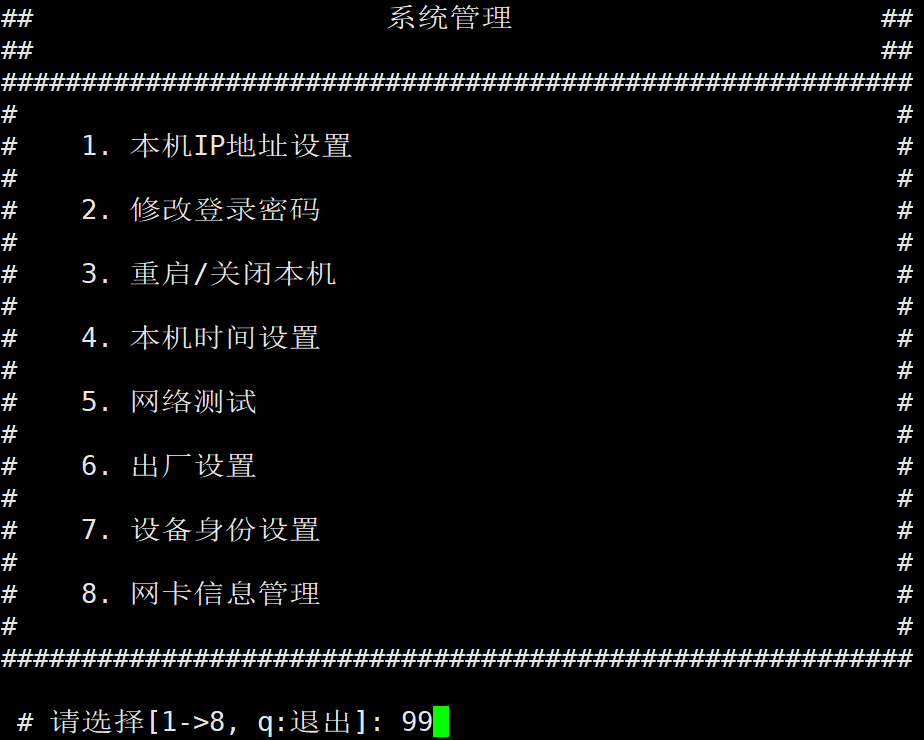 ##                      系统管理                       ##
##                                                     ##
#########################################################
#                                                       #
#    1. 本机IP地址设置                                  #
#                                                       #
#    2. 修改登录密码                                    #
#                                                       #
#    3. 重启/关闭本机                                   #
#                                                       #
#    4. 本机时间设置                                    #
#                                                       #
#    5. 网络测试                                        #
#                                                       #
#    6. 出厂设置                                        #
#                                                       #
#    7. 设备身份设置                                    #
#                                                       #
#    8. 网卡信息管理                                    #
#                                                       #
#########################################################
# 请选择[1->8, q:退出]: 99